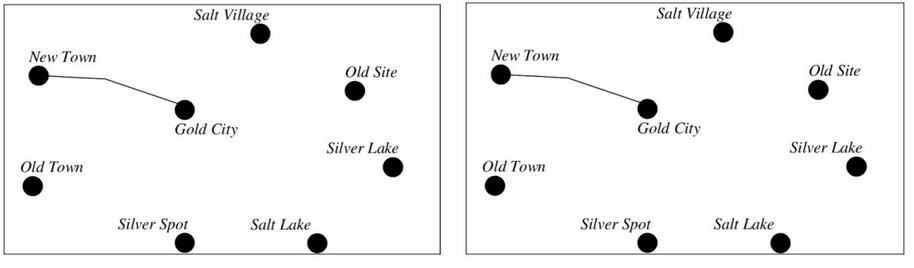 Salt Village
New Town
Old Site
Gold City
Silver Lake
Old Town
Silver Spot
Salt Lake
Salt Village
New Town
Old Site
Gold City
Silver Lake
Old Town
Silver Spot
Salt Lake